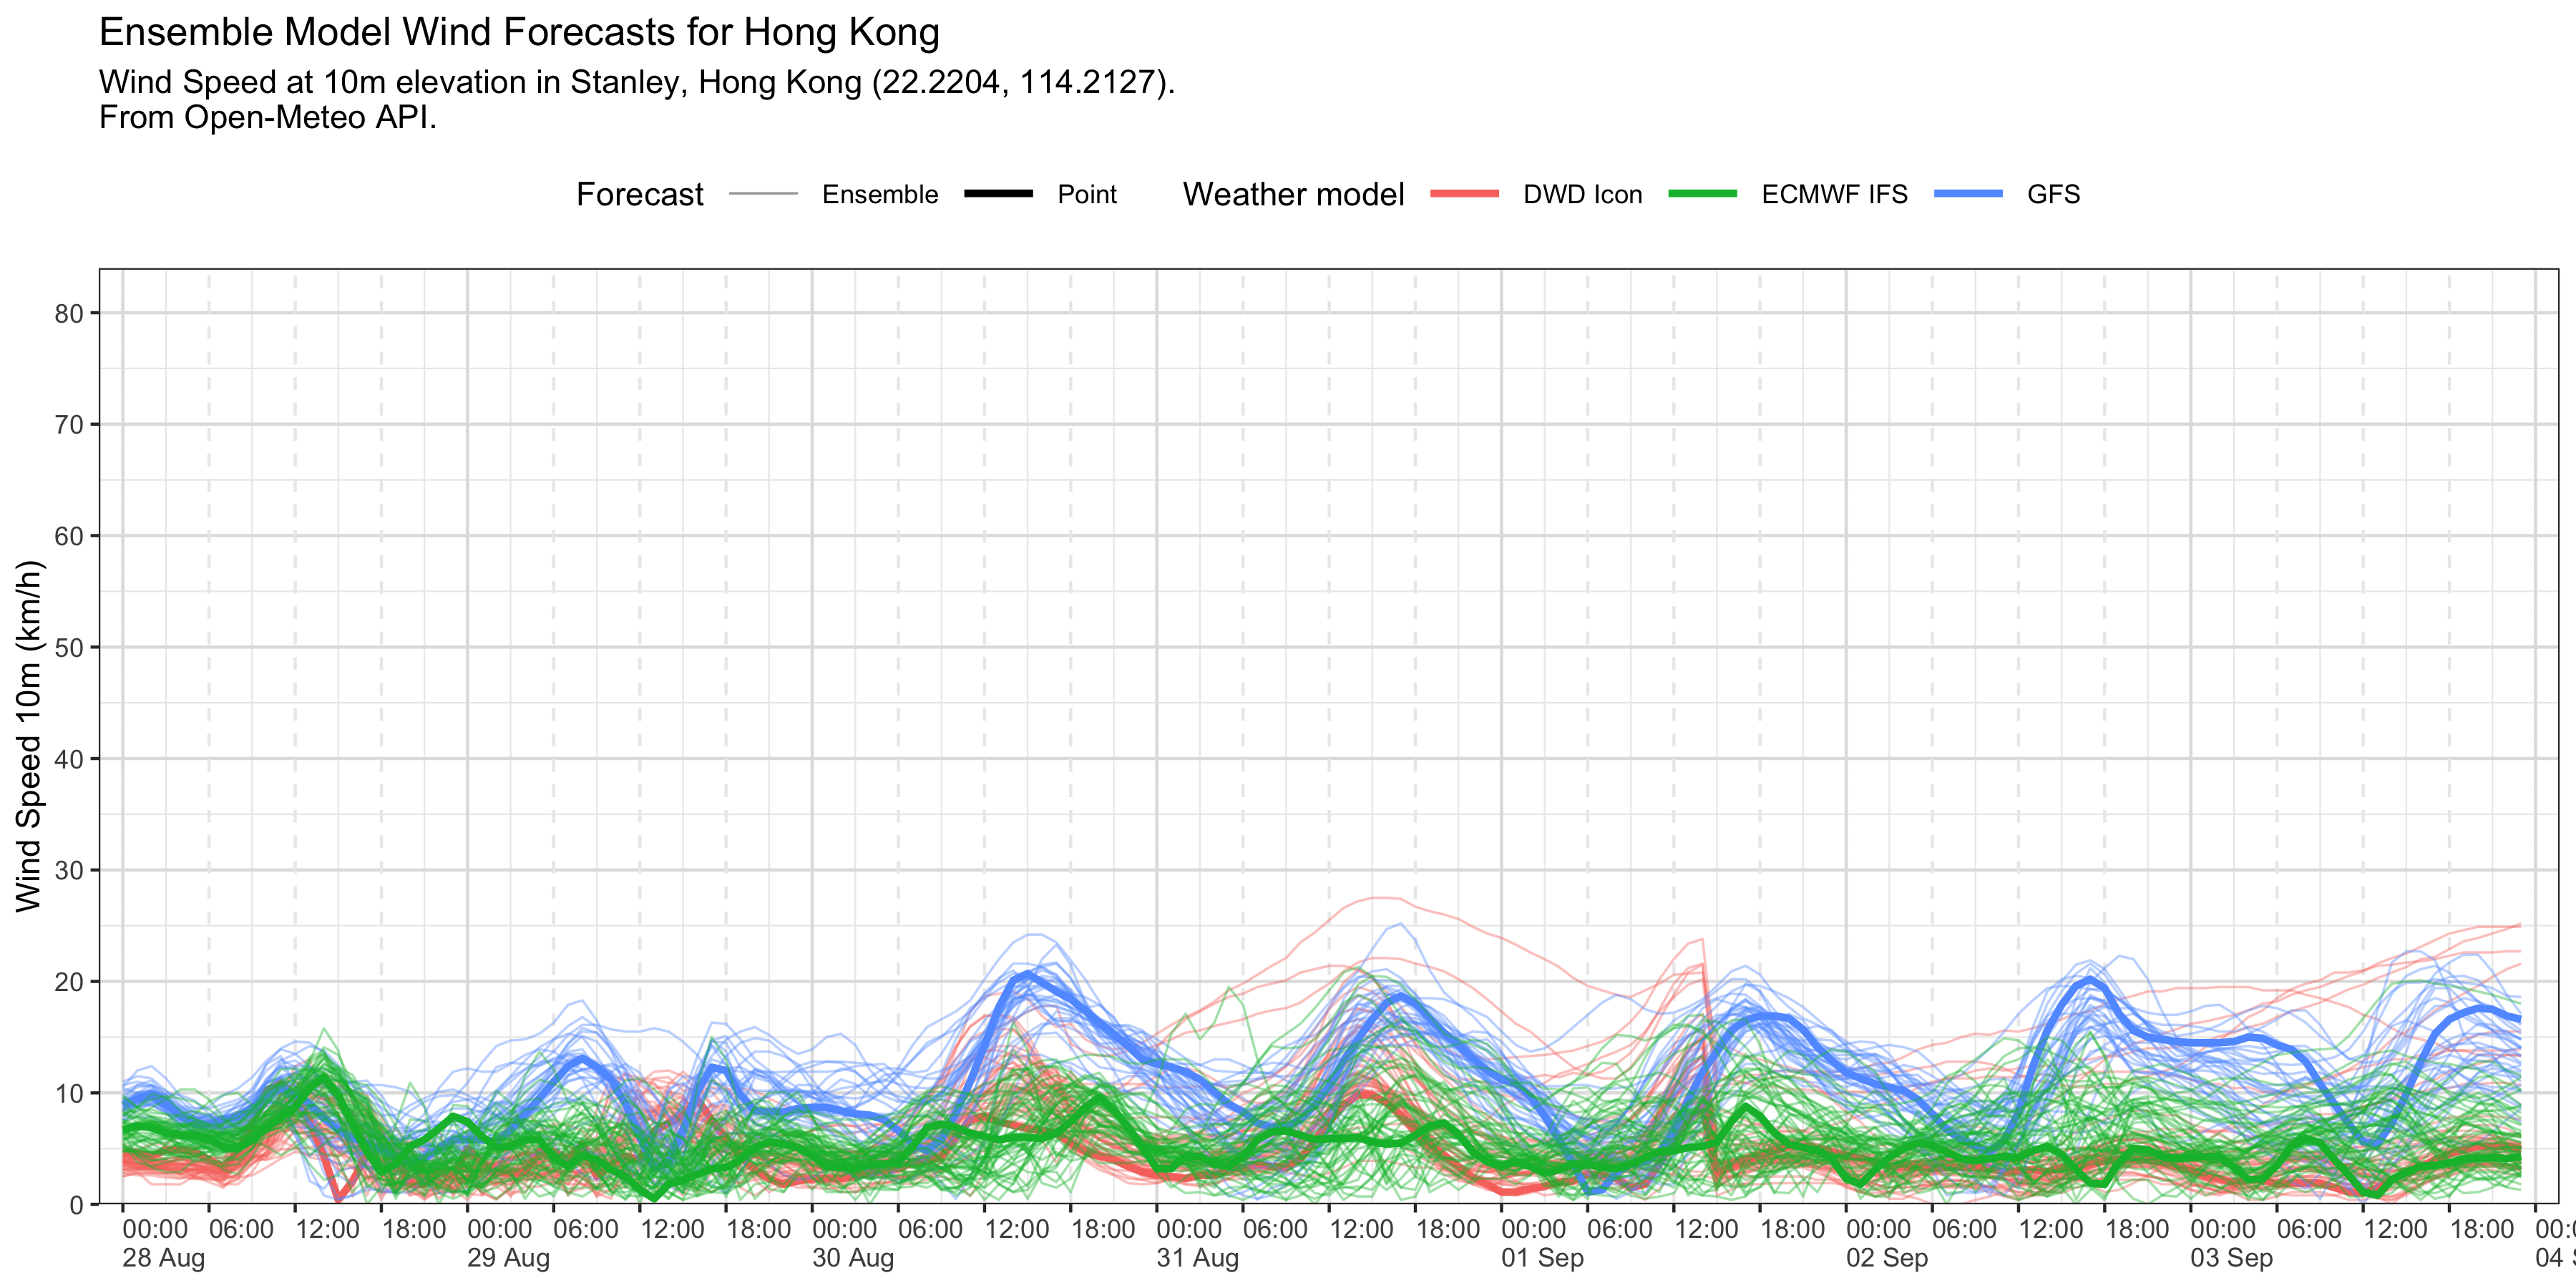 Ensemble Model Wind Forecasts for Hong Kong
Wind Speed at 10m elevation in Stanley, Hong Kong (22.2204, 114.2127).
From Open-Meteo API.
Forecast Ensemble Point Weather model DWD Icon ECMWF IFS GFS
Wind Speed 10m (km/h)
80
70
60
50
40
30
20
10
0
00:00 06:00 12:00 18:00 00:00 06:00 12:00 18:00 00:00 06:00 12:00 18:00 00:00 06:00 12:00 18:00 00:00 06:00 12:00 18:00 00:00 06:00 12:00 18:00 00:00 06:00 12:00 18:00
28 Aug 29 Aug 30 Aug 31 Aug 01 Sep 02 Sep 03 Sep 04